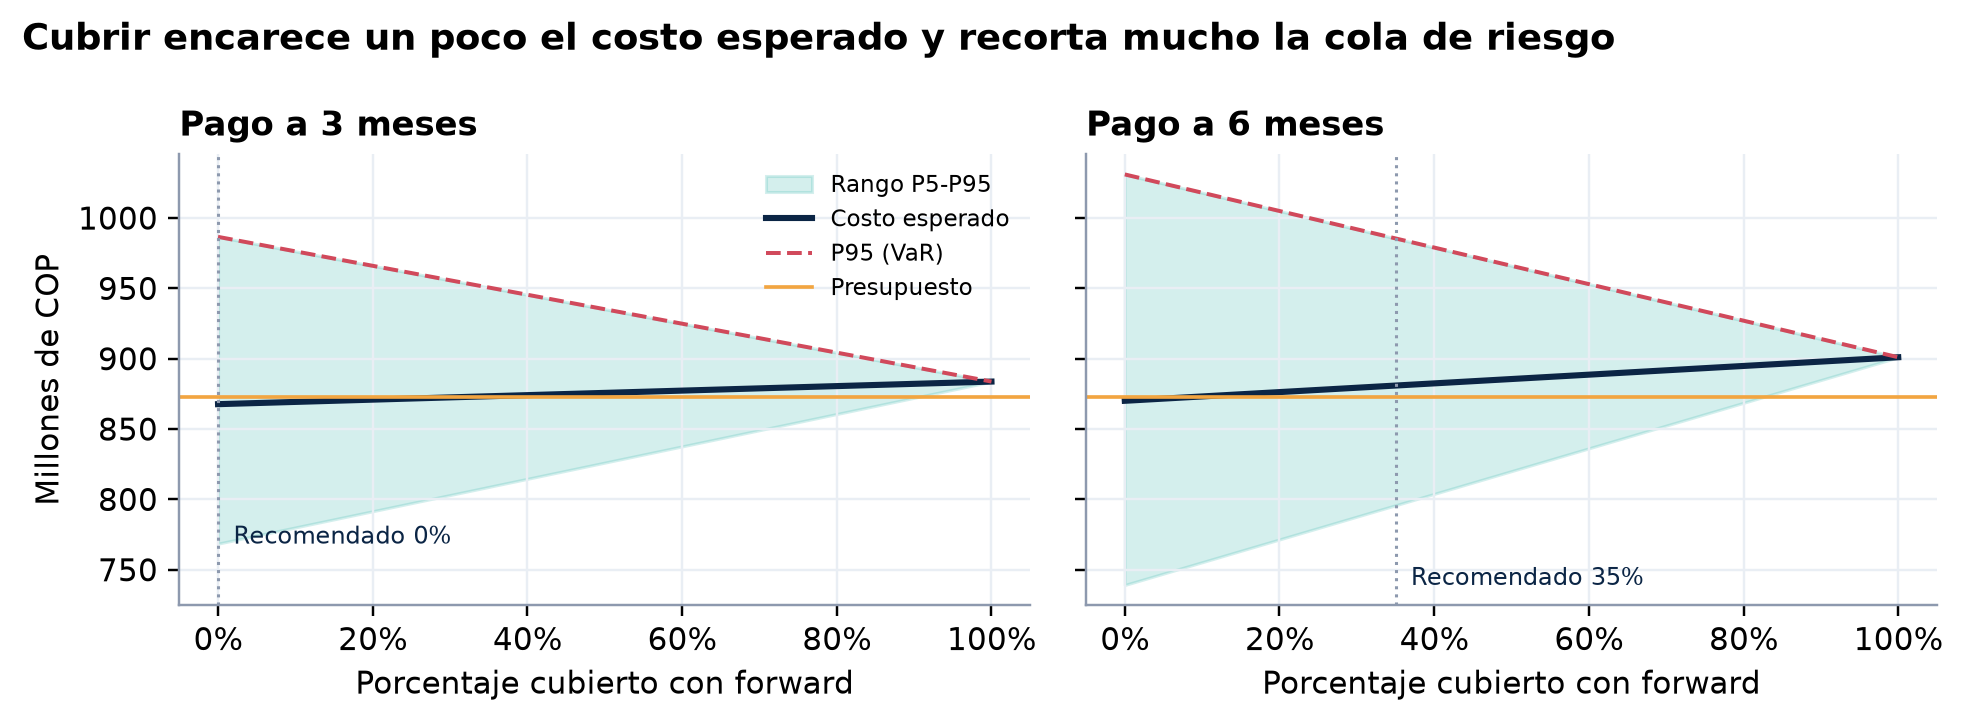 Cubrir encarece un poco el costo esperado y recorta mucho la cola de riesgo
Pago a 3 meses
Millones de COP
1000
950
900
850
800
750
Rango P5-P95
Costo esperado
P95 (VaR)
Presupuesto
Recomendado 0%
0% 20% 40% 60% 80% 100%
Porcentaje cubierto con forward
Pago a 6 meses
Recomendado 35%
0% 20% 40% 60% 80% 100%
Porcentaje cubierto con forward